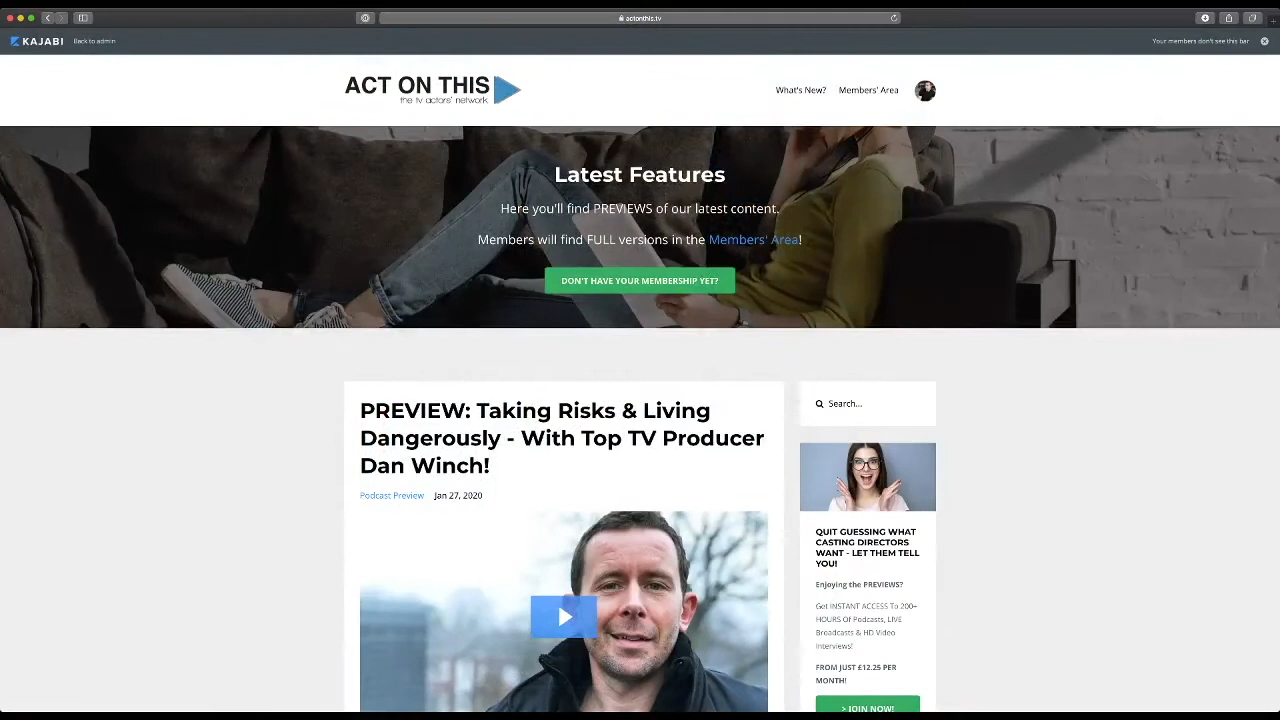 actonthis.tv
KAJABI
Back to admin
Your members don't see this bar
ACT ON THIS
the tv actors' network
What's New?
Members' Area
Latest Features
Here you'll find PREVIEWS of our latest content.
Members will find FULL versions in the Members' Area!
DON'T HAVE YOUR MEMBERSHIP YET?
PREVIEW: Taking Risks & Living
Dangerously - With Top TV Producer
Dan Winch!
Podcast Preview
Jan 27, 2020
Search...
QUIT GUESSING WHAT
CASTING DIRECTORS
WANT - LET THEM TELL
YOU!
Enjoying the PREVIEWS?
Get INSTANT ACCESS To 200+
HOURS Of Podcasts, LIVE
Broadcasts & HD Video
Interviews!
FROM JUST £12.25 PER
MONTH!
> JOIN NOW!